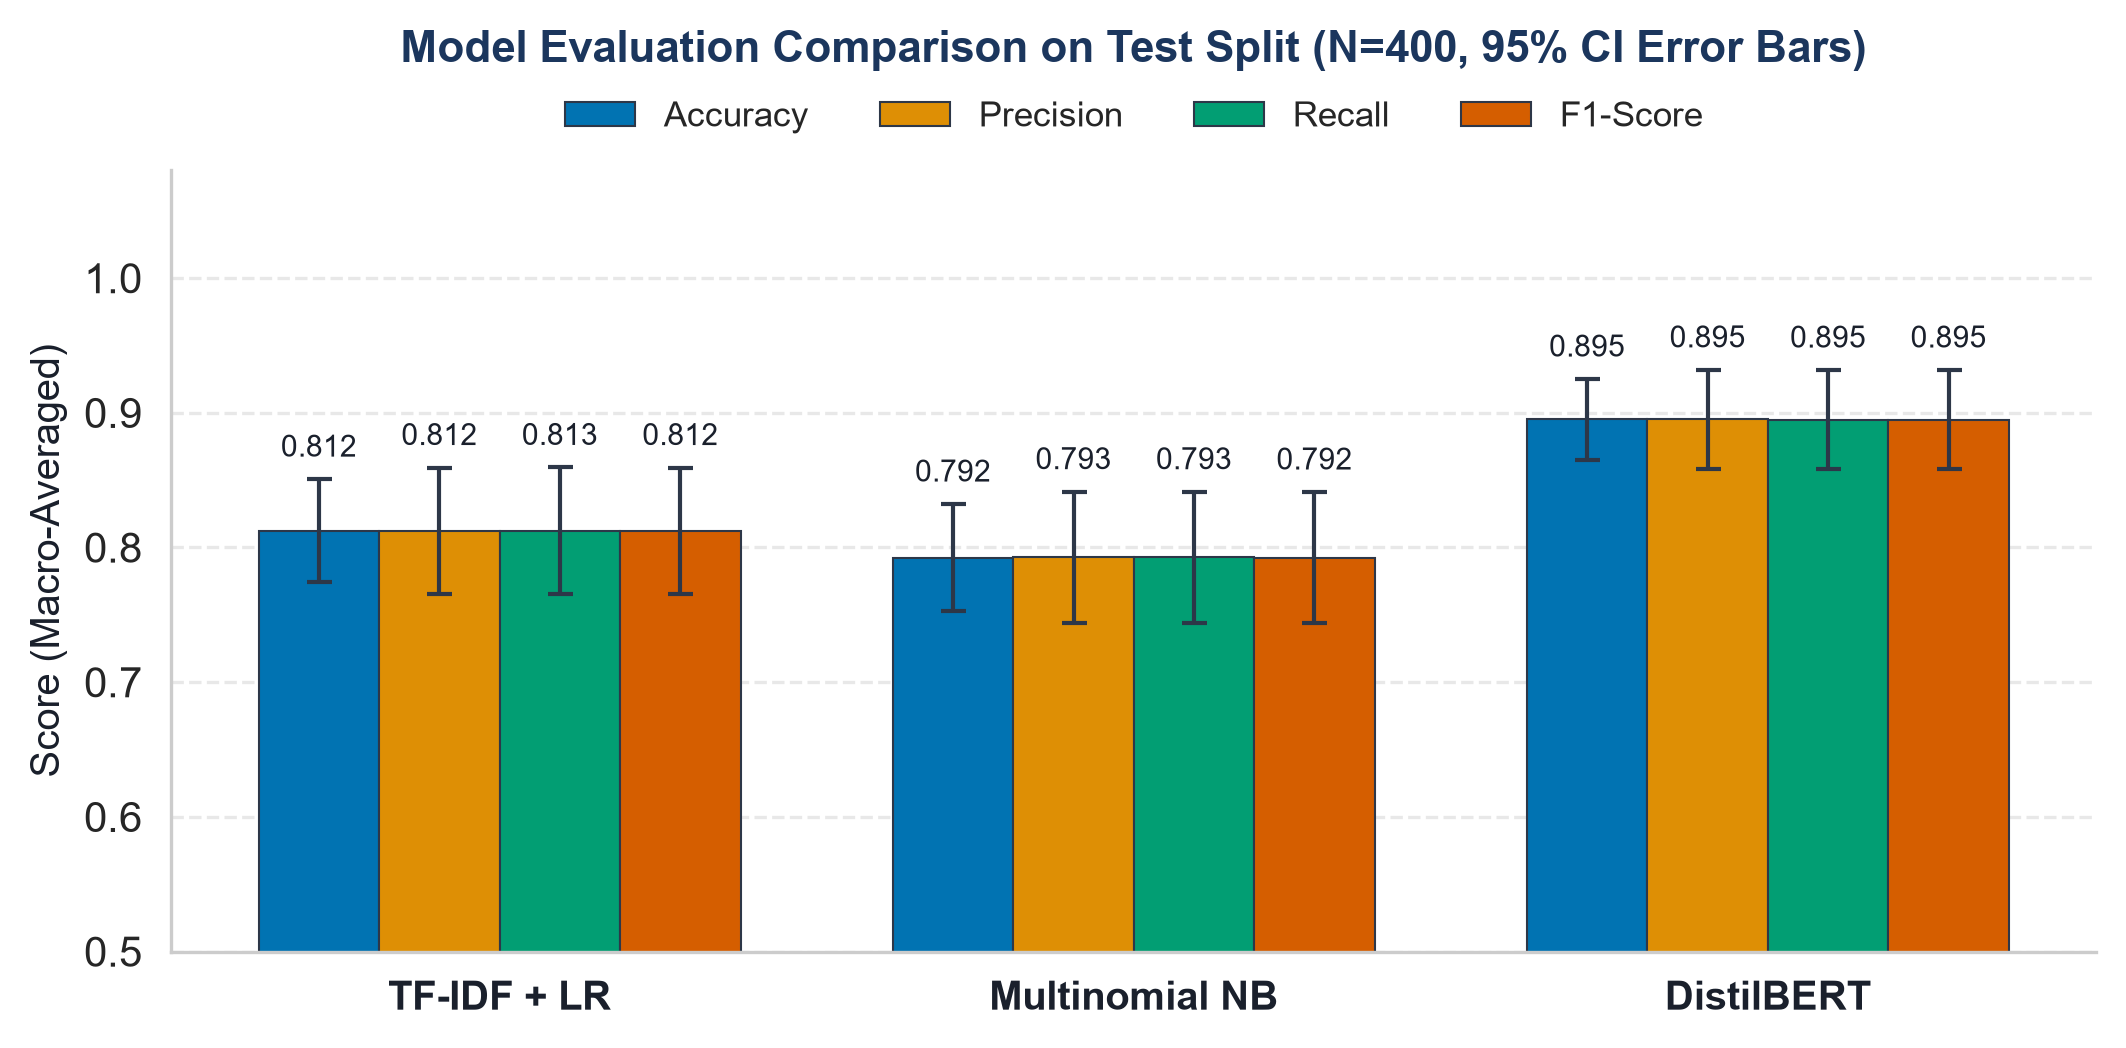 Model Evaluation Comparison on Test Split (N=400, 95% CI Error Bars)
Accuracy Precision Recall F1-Score
Score (Macro-Averaged)
1.0
0.9
0.8
0.7
0.6
0.5
0.812 0.812 0.813 0.812
0.792 0.793 0.793 0.792
0.895 0.895 0.895 0.895
TF-IDF + LR Multinomial NB DistilBERT